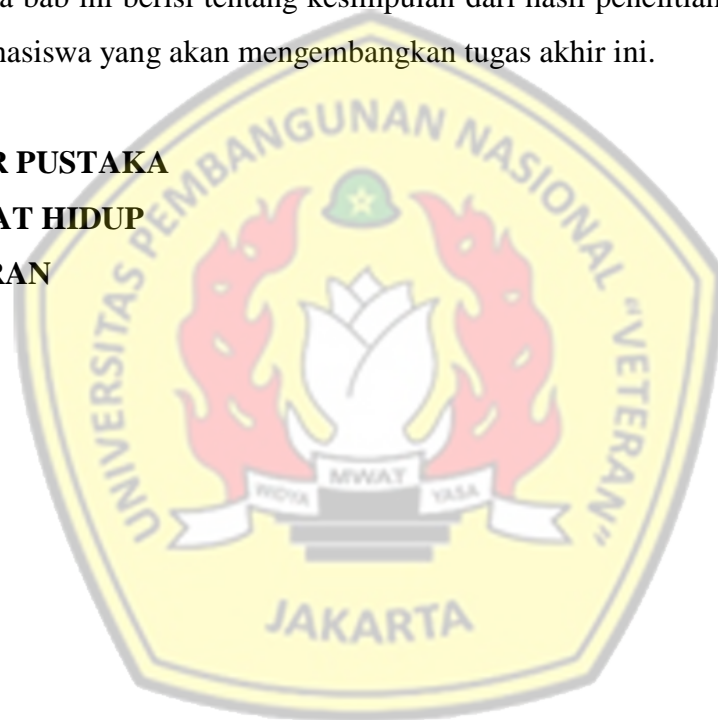 a bab ini berisi tentang kesimpulan dari hasil penelitian
asiswa yang akan mengembangkan tugas akhir ini.
R PUSTAKA
AT HIDUP
RAN
UNIVERSITAS PEMBANGUNAN NASIONAL "VETERAN"
WIDYA MWAT YASA
JAKARTA